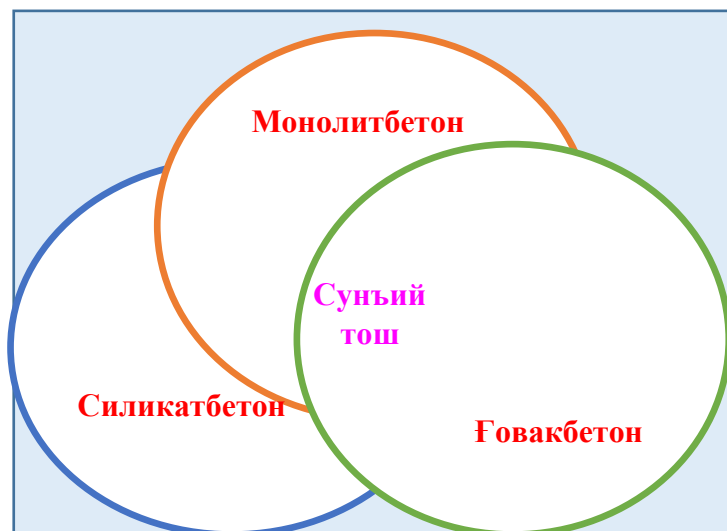 Монолитбетон
Сунъий
тош
Силикатбетон
Ғовакбетон